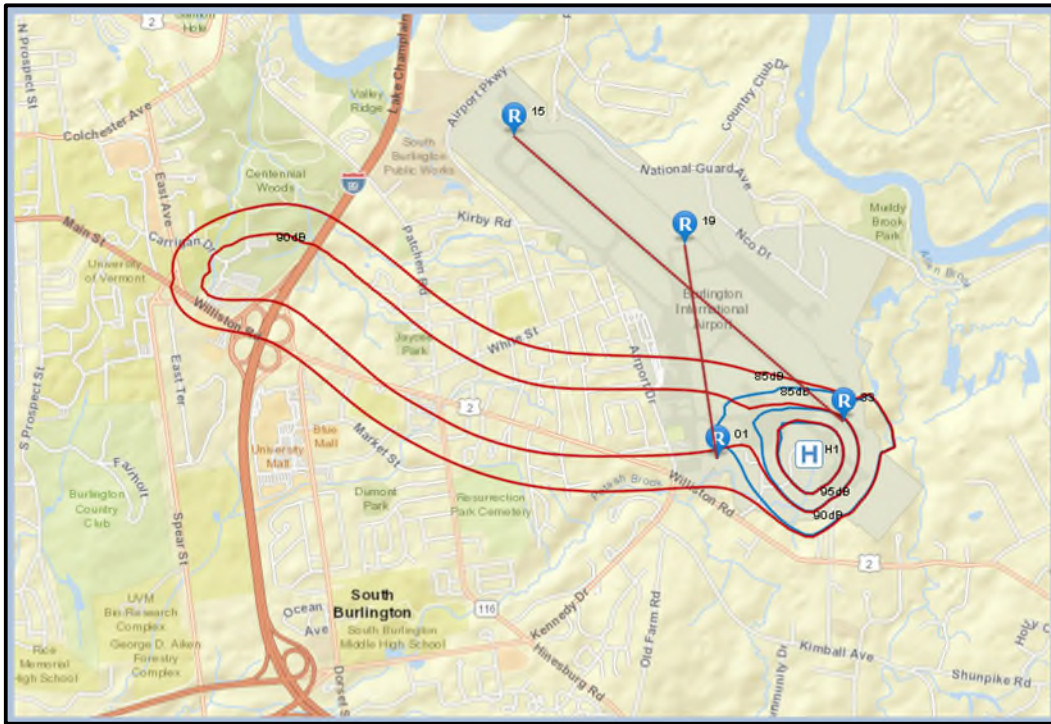 N Prospect St
2
Salmon
Hole
Colchester Ave
Valley
Ridge
Lake Champlain
Airport Pkwy
R 15
Country Club Dr
South
Burlington
Public Works
National Guard Ave
Centennial
Woods
89
East Ave
Muddy
Brook
Park
Main St
Carrigan Dr
90dB
Kirby Rd
R 19
Nco Dr
Patchen Rd
University
of Vermont
Burlington
International
Airport
Williston Rd
Jaycee
Park
White St
Airport Dr
85dB
85dB
R 33
S Prospect St
East Ter
2
Blue
Mall
R 01
H H1
University
Mall
Market St
Potash Brook
95dB
Fairholt
Dumont
Park
Resurrection
Park Cemetery
Williston Rd
90dB
Burlington
Country
Club
Spear St
2
UVM
Bio-Research
Complex
George D. Aiken
Forestry
Complex
Ocean
Ave
South
Burlington
South Burlington
Middle High School
116
Kennedy Dr
Old Farm Rd
Rice
Memorial
High School
Dorset S
Hinesburg Rd
Kimball Ave
Shunpike Rd